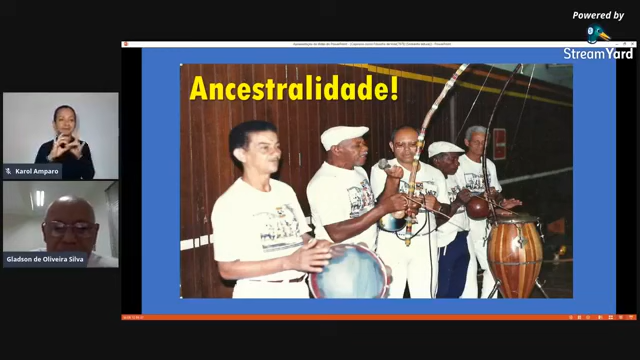 Powered by
StreamYard
Ancestralidade!
Karol Amparo
Gladson de Oliveira Silva